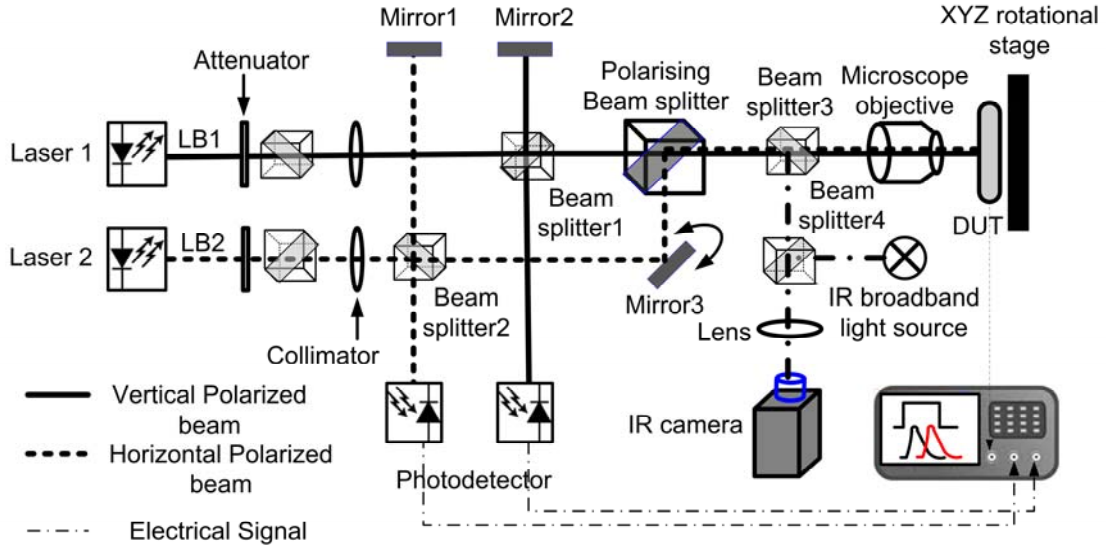 Mirror1
Mirror2
XYZ rotational
stage
Attenuator
Polarising
Beam splitter
Beam
splitter3
Microscope
objective
Laser 1
LB1
Beam
splitter1
Beam
splitter4
DUT
Laser 2
LB2
Beam
splitter2
Mirror3
IR broadband
light source
Collimator
Lens
Vertical Polarized
beam
IR camera
Horizontal Polarized
beam
Photodetector
Electrical Signal